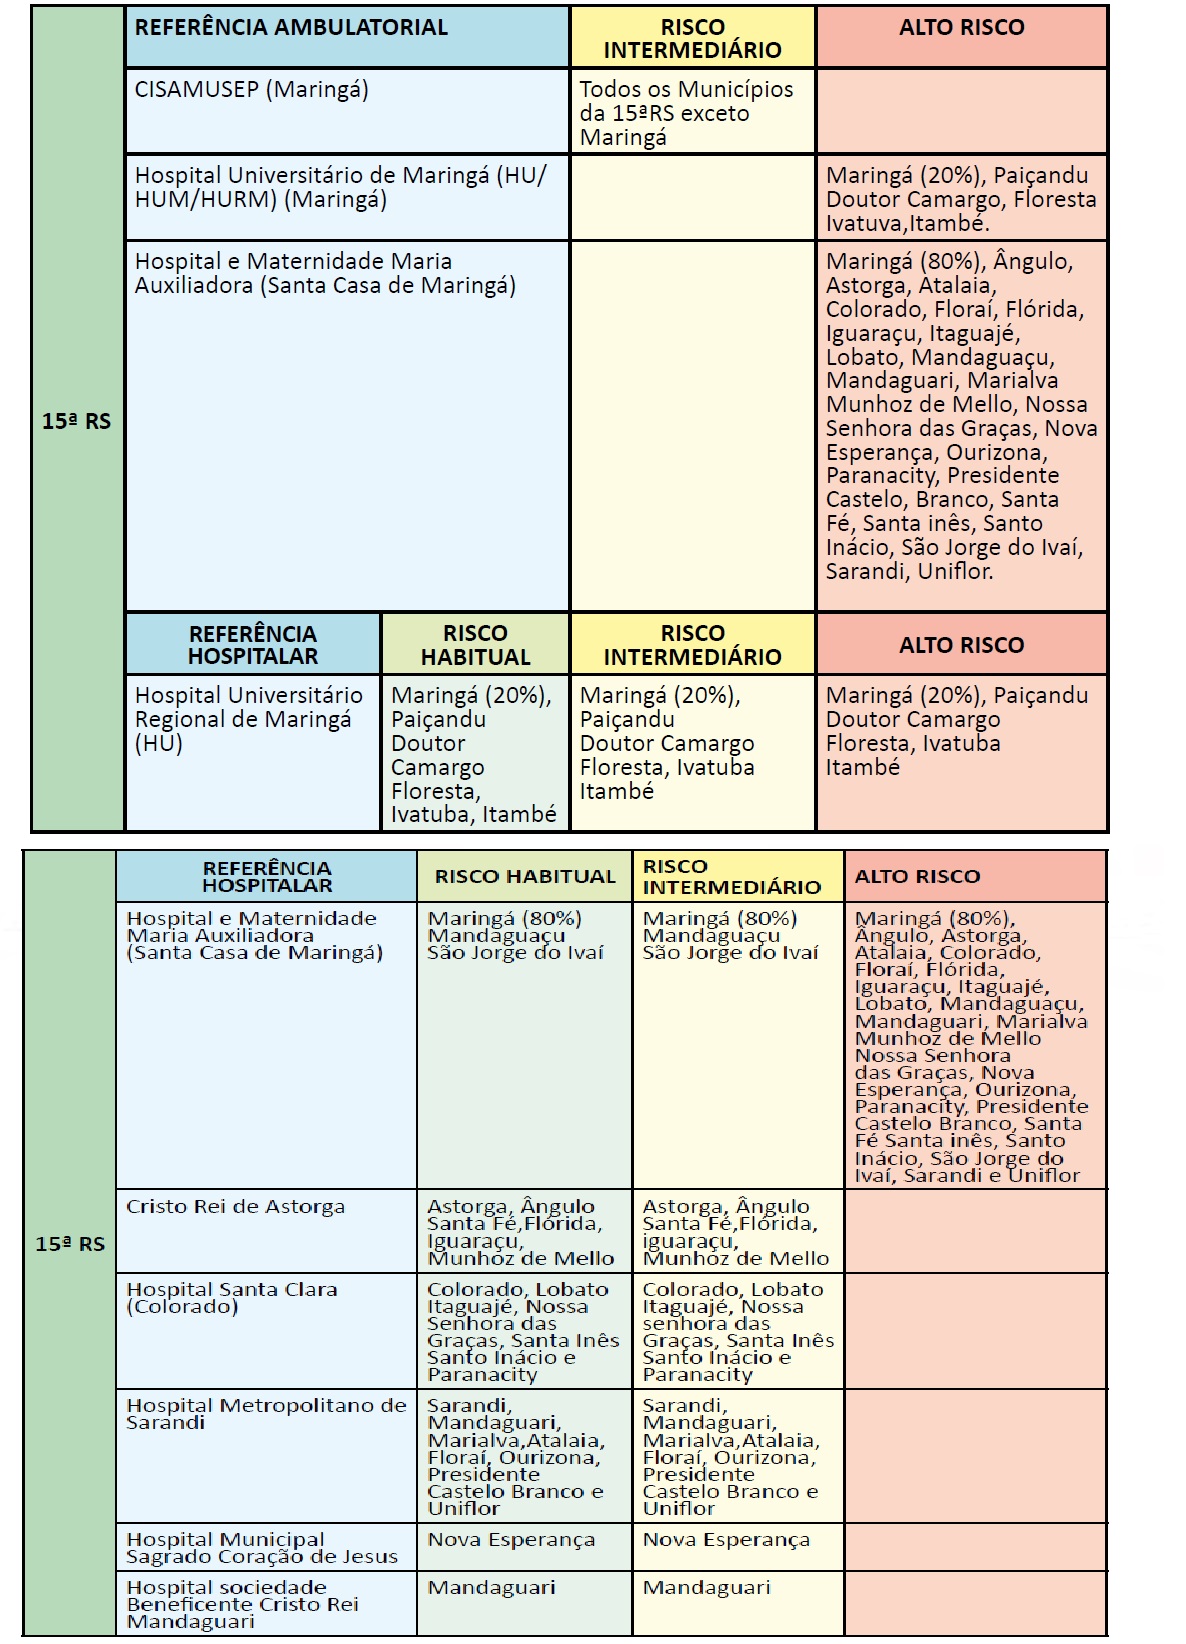 REFERÊNCIA AMBULATORIAL
RISCO
INTERMEDIÁRIO
ALTO RISCO
15ª RS
CISAMUSEP (Maringá)
Todos os Municípios
da 15ªRS exceto
Maringá
Hospital Universitário de Maringá (HU/
HUM/HURM) (Maringá)
Maringá (20%), Paiçandu
Doutor Camargo, Floresta
Ivatuva,Itambé.
Hospital e Maternidade Maria
Auxiliadora (Santa Casa de Maringá)
Maringá (80%), Ângulo,
Astorga, Atalaia,
Colorado, Floraí, Flórida,
Iguaraçu, Itaguajé,
Lobato, Mandaguaçu,
Mandaguari, Marialva
Munhoz de Mello, Nossa
Senhora das Graças, Nova
Esperança, Ourizona,
Paranacity, Presidente
Castelo, Branco, Santa
Fé, Santa inês, Santo
Inácio, São Jorge do Ivaí,
Sarandi, Uniflor.
REFERÊNCIA
HOSPITALAR
RISCO
HABITUAL
RISCO
INTERMEDIÁRIO
ALTO RISCO
Hospital Universitário
Regional de Maringá
(HU)
Maringá (20%),
Paiçandu
Doutor
Camargo
Floresta,
Ivatuba, Itambé
Maringá (20%),
Paiçandu
Doutor Camargo
Floresta, Ivatuba
Itambé
Maringá (20%), Paiçandu
Doutor Camargo
Floresta, Ivatuba
Itambé
REFERÊNCIA
HOSPITALAR
RISCO HABITUAL
RISCO
INTERMEDIÁRIO
ALTO RISCO
15ª RS
Hospital e Maternidade
Maria Auxiliadora
(Santa Casa de Maringá)
Maringá (80%)
Mandaguaçu
São Jorge do Ivaí
Maringá (80%)
Mandaguaçu
São Jorge do Ivaí
Maringá (80%),
Ângulo, Astorga,
Atalaia, Colorado,
Floraí, Flórida,
Iguaraçu, Itaguajé,
Lobato, Mandaguaçu,
Mandaguari, Marialva
Munhoz de Mello
Nossa Senhora
das Graças, Nova
Esperança, Ourizona,
Paranacity, Presidente
Castelo Branco, Santa
Fé Santa inês, Santo
Inácio, São Jorge do
Ivaí, Sarandi e Uniflor
Cristo Rei de Astorga
Astorga, Ângulo
Santa Fé,Flórida,
Iguaraçu,
Munhoz de Mello
Astorga, Ângulo
Santa Fé,Flórida,
iguaraçu,
Munhoz de Mello
Hospital Santa Clara
(Colorado)
Colorado, Lobato
Itaguajé, Nossa
Senhora das
Graças, Santa Inês
Santo Inácio e
Paranacity
Colorado, Lobato
Itaguajé, Nossa
senhora das
Graças, Santa Inês
Santo Inácio e
Paranacity
Hospital Metropolitano de
Sarandi
Sarandi,
Mandaguari,
Marialva,Atalaia,
Floraí, Ourizona,
Presidente
Castelo Branco e
Uniflor
Sarandi,
Mandaguari,
Marialva,Atalaia,
Floraí, Ourizona,
Presidente
Castelo Branco e
Uniflor
Hospital Municipal
Sagrado Coração de Jesus
Nova Esperança
Nova Esperança
Hospital sociedade
Beneficente Cristo Rei
Mandaguari
Mandaguari
Mandaguari